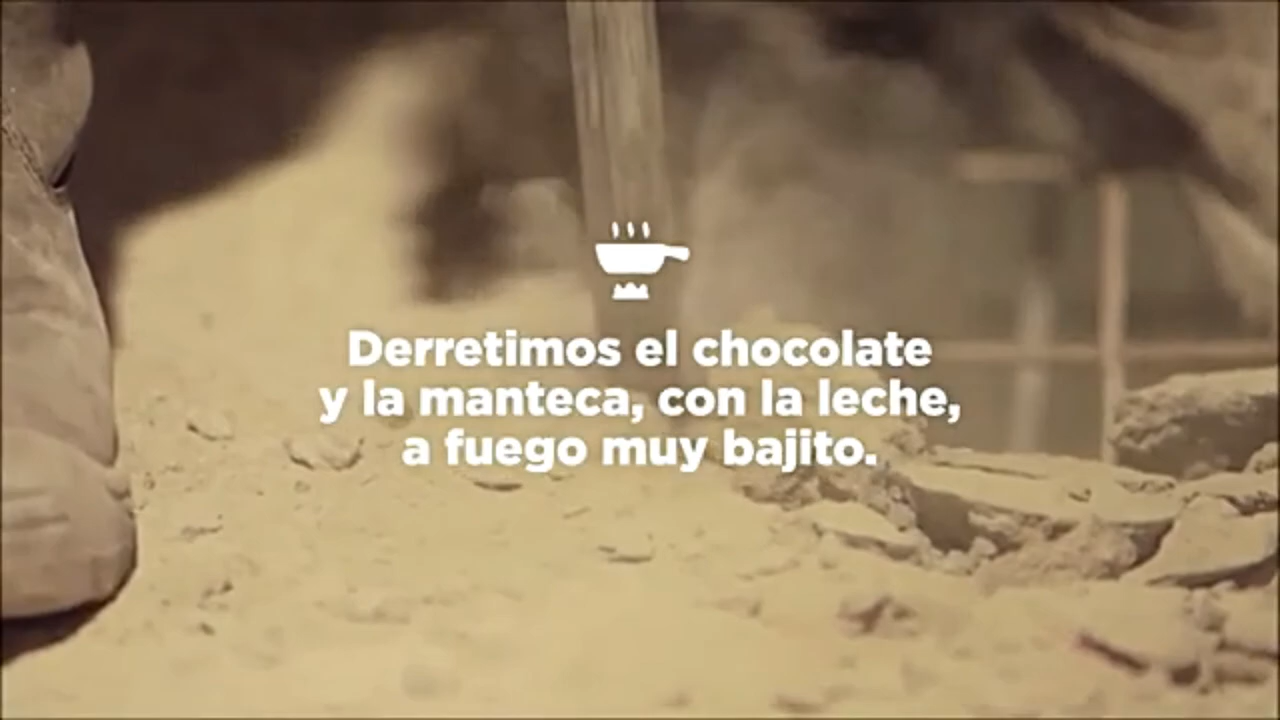 Derretimos el chocolate
y la manteca, con la leche,
a fuego muy bajito.